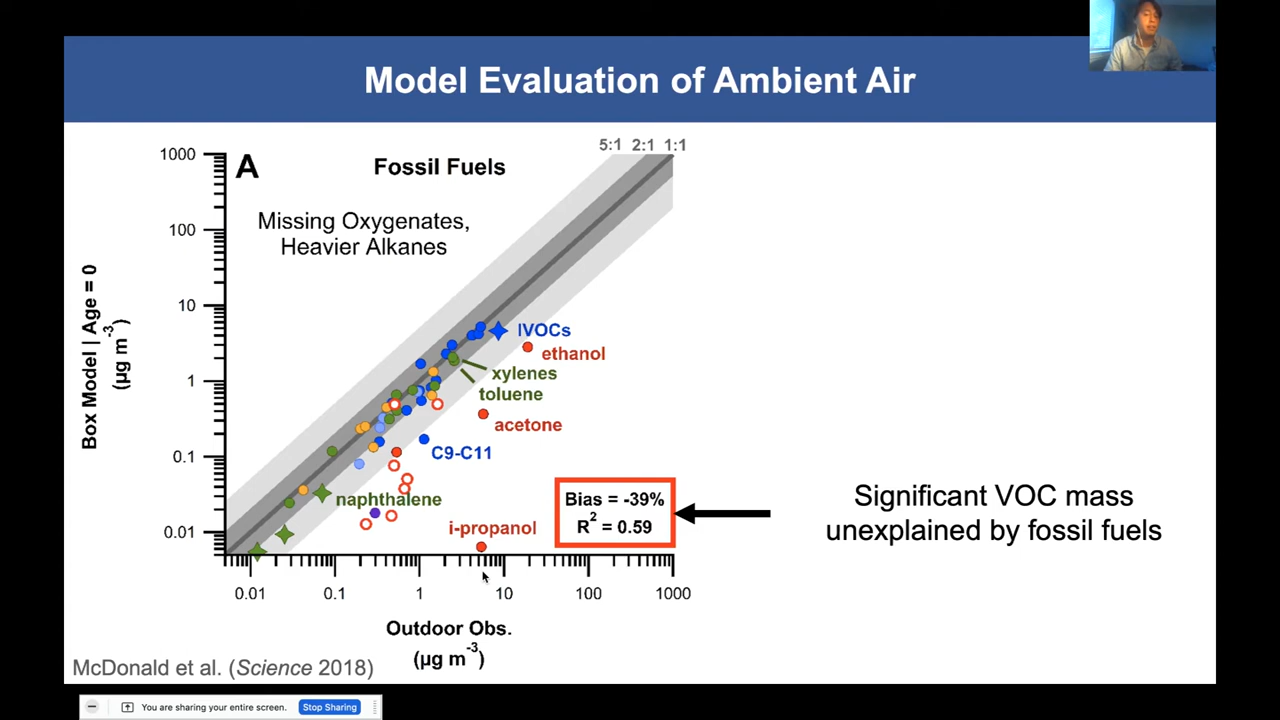 Model Evaluation of Ambient Air
5:1 2:1 1:1
A
Fossil Fuels
Missing Oxygenates,
Heavier Alkanes
1000
100
10
1
0.1
0.01
Box Model | Age = 0
(µg m-3)
IVOCs
ethanol
xylenes
toluene
acetone
C9-C11
naphthalene
i-propanol
Bias = -39%
R2 = 0.59
Significant VOC mass
unexplained by fossil fuels
0.01 0.1 1 10 100 1000
Outdoor Obs.
(µg m-3)
McDonald et al. (Science 2018)
You are sharing your entire screen. Stop Sharing